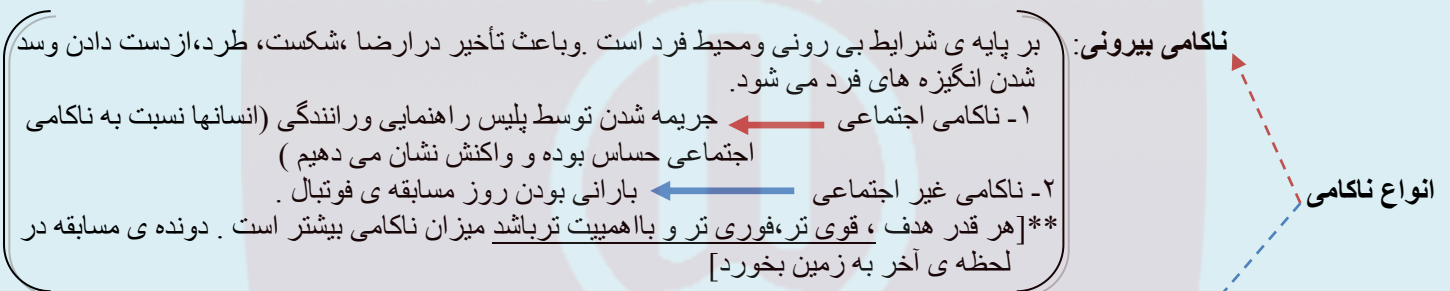 ناکامی بیرونی: بر پایه ی شرایط بی رونی ومحیط فرد است .وباعث تأخیر درارضا ،شکست، طرد،ازدست دادن وسد
شدن انگیزه های فرد می شود.
۱- ناکامی اجتماعی جریمه شدن توسط پلیس راهنمایی ورانندگی (انسانها نسبت به ناکامی
اجتماعی حساس بوده و واکنش نشان می دهیم )
۲- ناکامی غیر اجتماعی بارانی بودن روز مسابقه ی فوتبال .
انواع ناکامی
**[هر قدر هدف ، قوی تر،فوری تر و بااهمییت ترباشد میزان ناکامی بیشتر است . دونده ی مسابقه در
لحظه ی آخر به زمین بخورد]